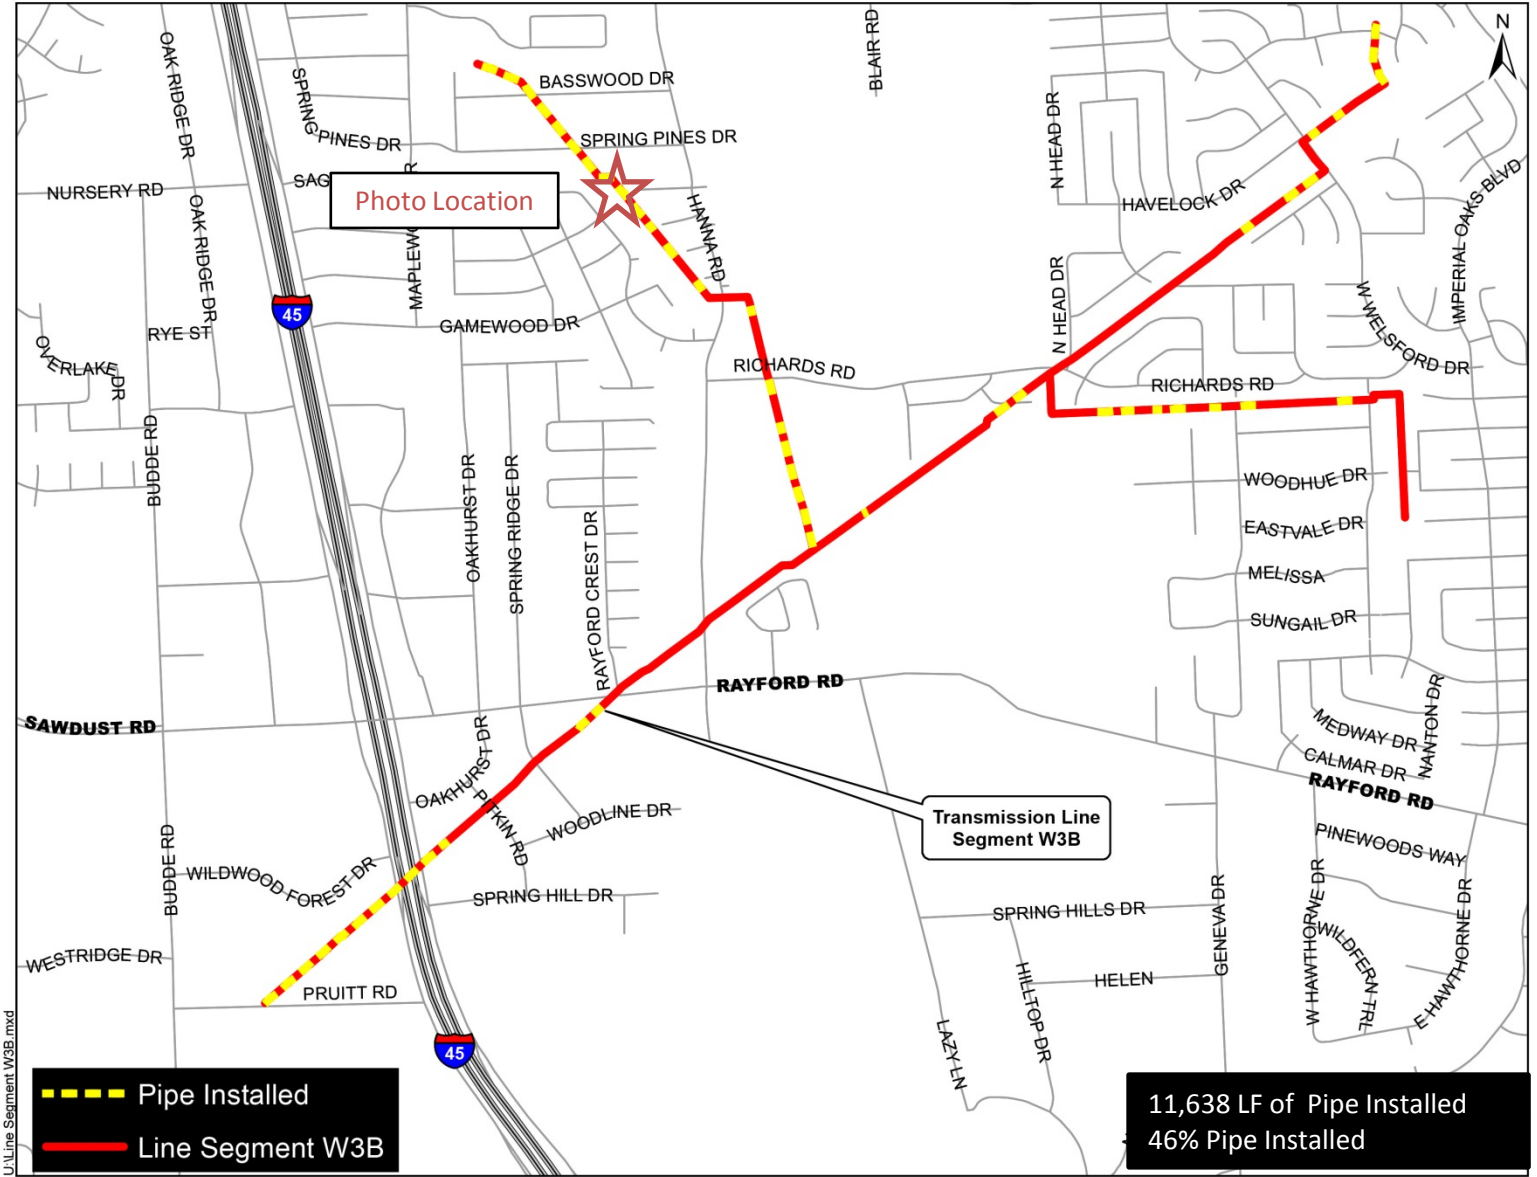 N
OAK RIDGE DR
SPRING PINES DR
BASSWOOD DR
BLAIR RD
SPRING PINES DR
N HEAD DR
NURSERY RD
SAG
Photo Location
OAK RIDGE DR
MAPLEWO
R
HANNA RD
HAVELOCK DR
IMPERIAL OAKS BLVD
45
RYE ST
GAMEWOOD DR
N HEAD DR
W WELSFORD DR
OVERLAKE DR
RICHARDS RD
RICHARDS RD
BUDDE RD
OAKHURST DR
SPRING RIDGE DR
RAYFORD CREST DR
WOODHUE DR
EASTVALE DR
MELISSA
SUNGAIL DR
RAYFORD RD
SAWDUST RD
MEDWAY DR
NANTON DR
CALMAR DR
RAYFORD RD
OAKHURST DR
PITKIN RD
WOODLINE DR
Transmission Line
Segment W3B
PINEWOODS WAY
BUDDE RD
WILDWOOD FOREST DR
SPRING HILL DR
SPRING HILLS DR
GENEVA DR
W HAWTHORNE DR
WILDFERN TRL
E HAWTHORNE DR
WESTRIDGE DR
PRUITT RD
HILLTOP DR
HELEN
LAZY LN
45
U:\Line Segment W3B.mxd
Pipe Installed
Line Segment W3B
11,638 LF of Pipe Installed
46% Pipe Installed